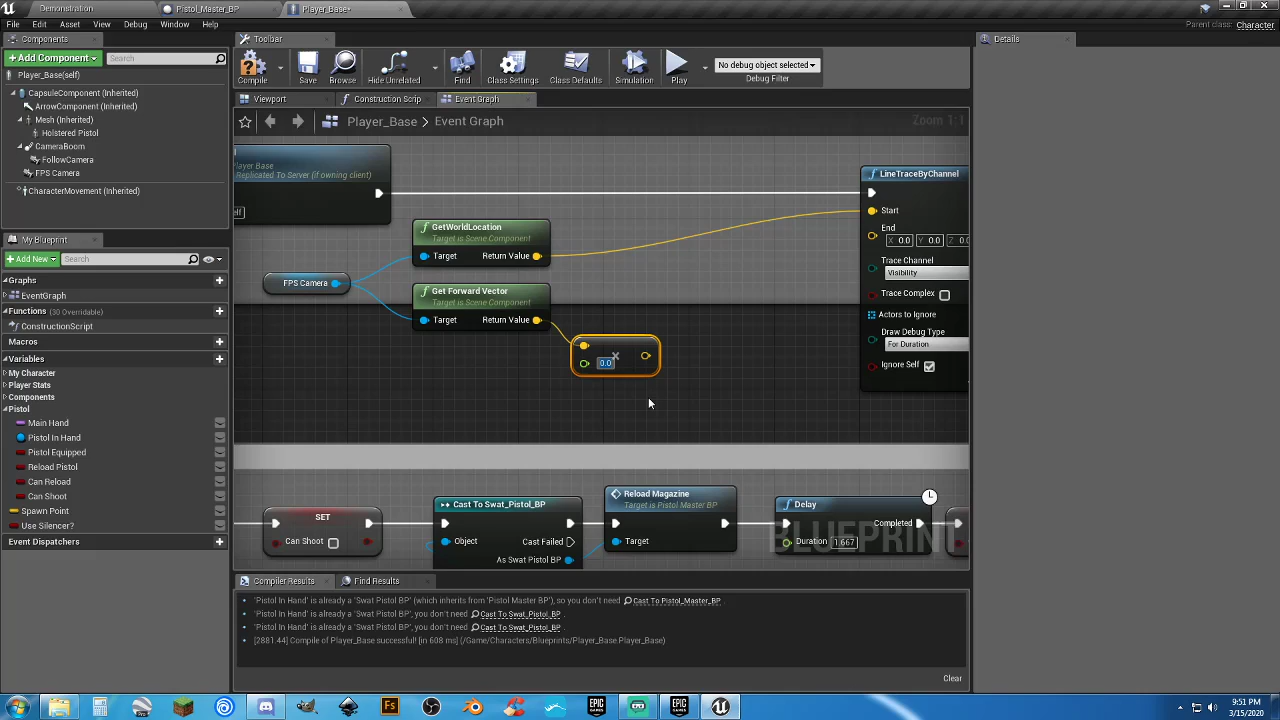 Demonstration
Pistol_Master_BP
Player_Base*
File Edit Asset View Debug Window Help
Parent class: Character
Components
Toolbar
Details
+Add Component
Search
Player_Base(self)
CapsuleComponent (Inherited)
ArrowComponent (Inherited)
Mesh (Inherited)
Holstered Pistol
CameraBoom
FollowCamera
FPS Camera
CharacterMovement (Inherited)
Compile
Save
Browse
Hide Unrelated
Find
Class Settings
Class Defaults
Simulation
Play
No debug object selected
Debug Filter
Viewport
Construction Scrip
Event Graph
Player_Base > Event Graph
Zoom 1:1
Player Base
Replicated To Server (if owning client)
self
GetWorldLocation
Target is Scene Component
Target Return Value
FPS Camera
Get Forward Vector
Target is Scene Component
Target Return Value
0.0
×
LineTraceByChannel
Start
End
X 0.0 Y 0.0 Z 0.0
Trace Channel
Visibility
Trace Complex
Actors to Ignore
Draw Debug Type
For Duration
Ignore Self
My Blueprint
+Add New
Search
Graphs
EventGraph
Functions (30 Overridable)
ConstructionScript
Macros
Variables
My Character
Player Stats
Components
Pistol
Main Hand
Pistol In Hand
Pistol Equipped
Reload Pistol
Can Reload
Can Shoot
Spawn Point
Use Silencer?
Event Dispatchers
SET
Can Shoot
Cast To Swat_Pistol_BP
Object
Cast Failed
As Swat Pistol BP
Reload Magazine
Target is Pistol Master BP
Target
Delay
Completed
Duration 1.667
BLUEPRINT
Compiler Results
Find Results
'Pistol In Hand' is already a 'Swat Pistol BP' (which inherits from 'Pistol Master BP'), so you don't need Cast To Pistol_Master_BP .
'Pistol In Hand' is already a 'Swat Pistol BP', you don't need Cast To Swat_Pistol_BP .
'Pistol In Hand' is already a 'Swat Pistol BP', you don't need Cast To Swat_Pistol_BP .
[2881.44] Compile of Player_Base successful! [in 608 ms] (/Game/Characters/Blueprints/Player_Base.Player_Base)
Clear
Pro
Fs
EPIC GAMES
EPIC GAMES
9:51 PM
3/15/2020